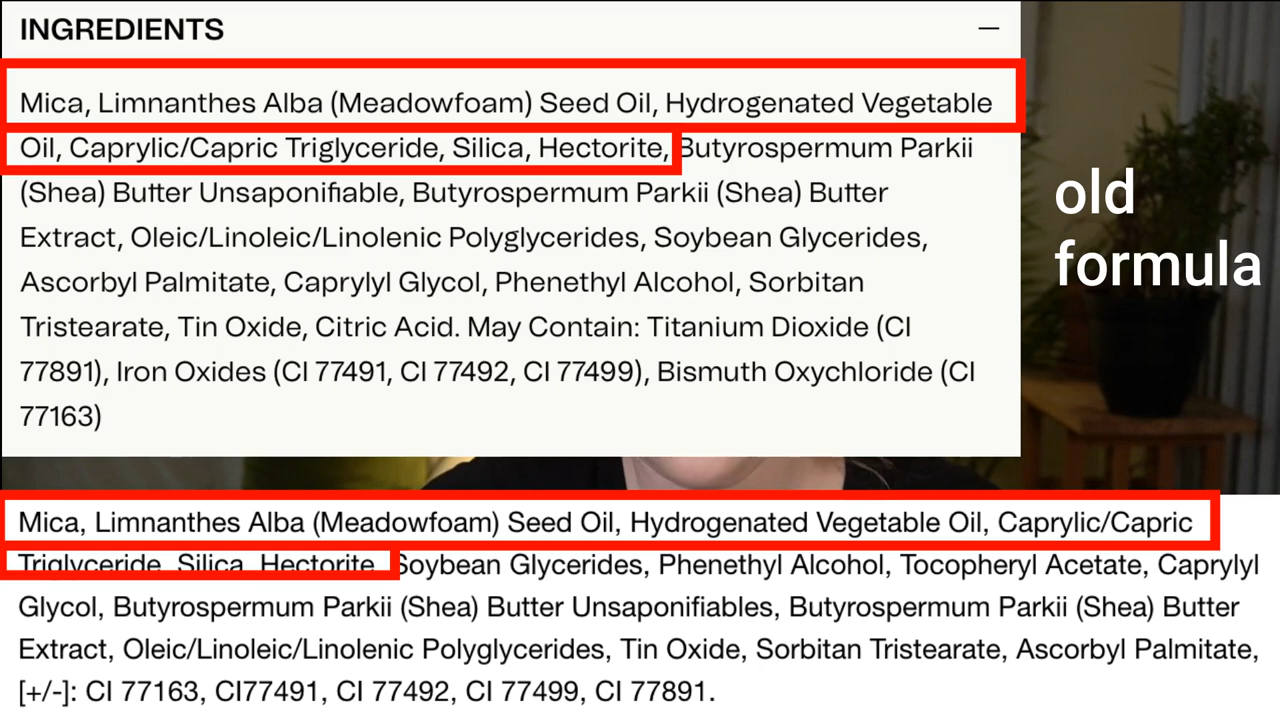 INGREDIENTS
Mica, Limnanthes Alba (Meadowfoam) Seed Oil, Hydrogenated Vegetable
Oil, Caprylic/Capric Triglyceride, Silica, Hectorite, Butyrospermum Parkii
(Shea) Butter Unsaponifiable, Butyrospermum Parkii (Shea) Butter
Extract, Oleic/Linoleic/Linolenic Polyglycerides, Soybean Glycerides,
Ascorbyl Palmitate, Caprylyl Glycol, Phenethyl Alcohol, Sorbitan
Tristearate, Tin Oxide, Citric Acid. May Contain: Titanium Dioxide (CI
77891), Iron Oxides (CI 77491, CI 77492, CI 77499), Bismuth Oxychloride (CI
77163)
old
formula
Mica, Limnanthes Alba (Meadowfoam) Seed Oil, Hydrogenated Vegetable Oil, Caprylic/Capric
Triglyceride, Silica, Hectorite, Soybean Glycerides, Phenethyl Alcohol, Tocopheryl Acetate, Caprylyl
Glycol, Butyrospermum Parkii (Shea) Butter Unsaponifiables, Butyrospermum Parkii (Shea) Butter
Extract, Oleic/Linoleic/Linolenic Polyglycerides, Tin Oxide, Sorbitan Tristearate, Ascorbyl Palmitate,
[+/-]: CI 77163, CI77491, CI 77492, CI 77499, CI 77891.